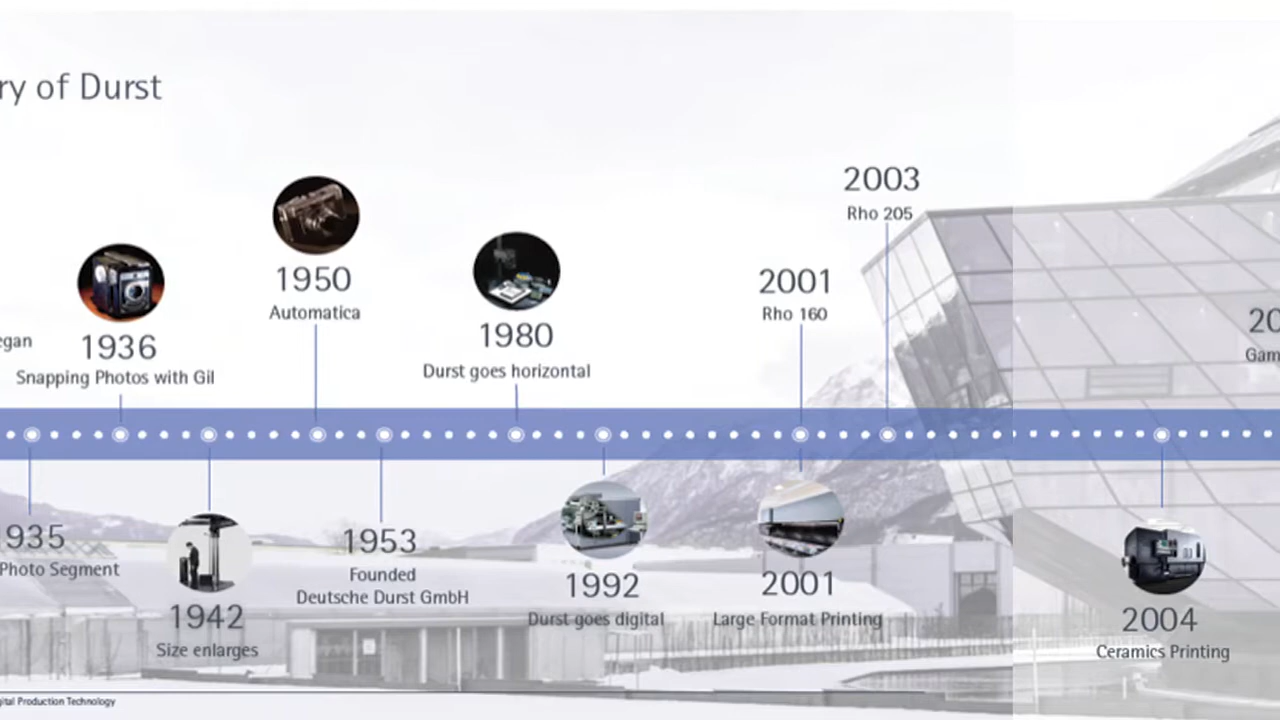 ry of Durst
2003
Rho 205
1950
Automatica
2001
Rho 160
1980
Durst goes horizontal
egan
1936
Snapping Photos with Gil
20
Gam
935
Photo Segment
1942
Size enlarges
1953
Founded
Deutsche Durst GmbH
1992
Durst goes digital
2001
Large Format Printing
2004
Ceramics Printing
gital Production Technology